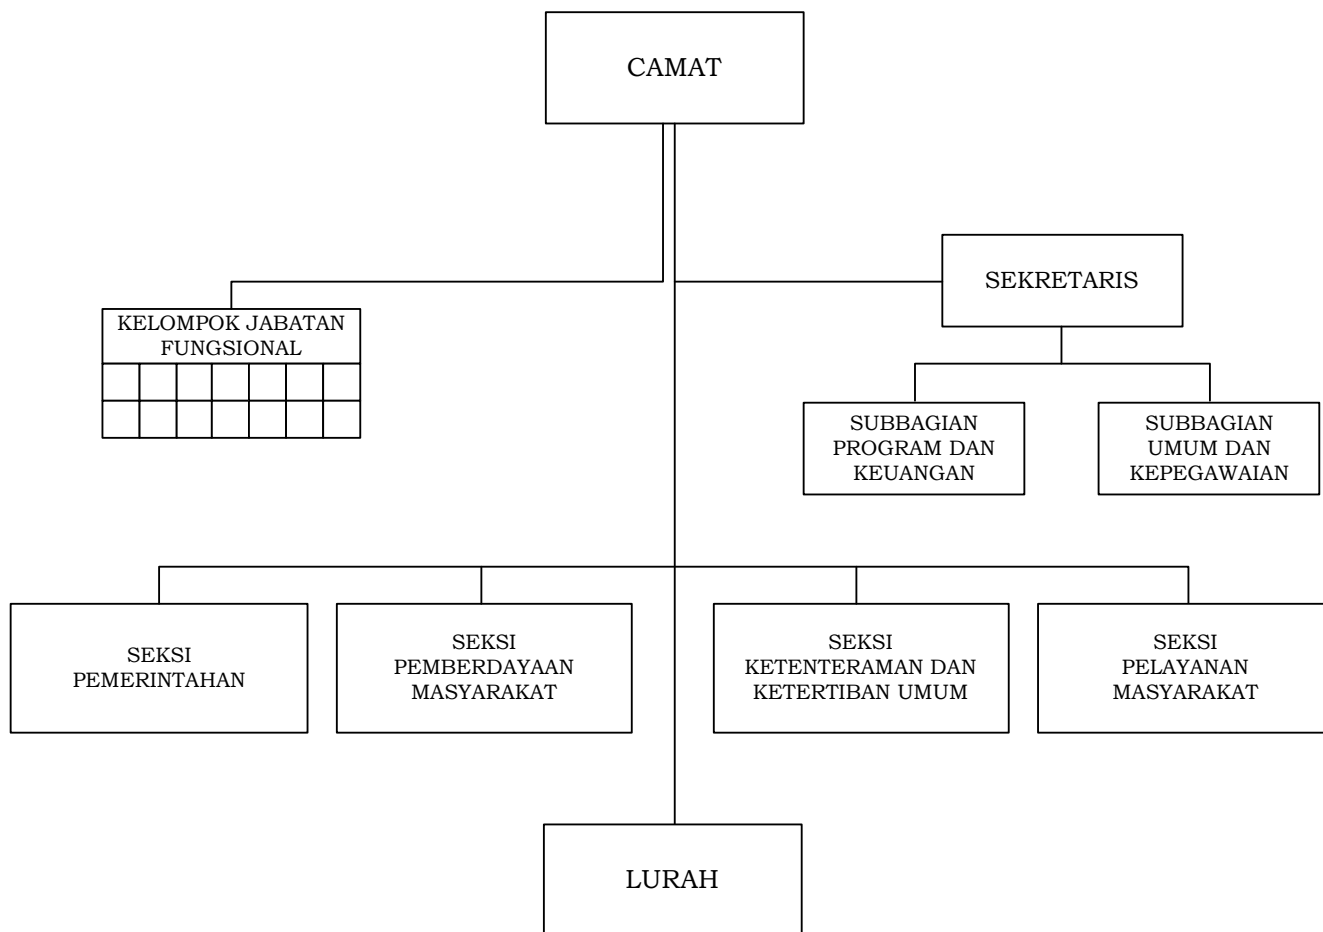 CAMAT
SEKRETARIS
KELOMPOK JABATAN
FUNGSIONAL
SUBBAGIAN
PROGRAM DAN
KEUANGAN
SUBBAGIAN
UMUM DAN
KEPEGAWAIAN
SEKSI
PEMERINTAHAN
SEKSI
PEMBERDAYAAN
MASYARAKAT
SEKSI
KETENTERAMAN DAN
KETERTIBAN UMUM
SEKSI
PELAYANAN
MASYARAKAT
LURAH